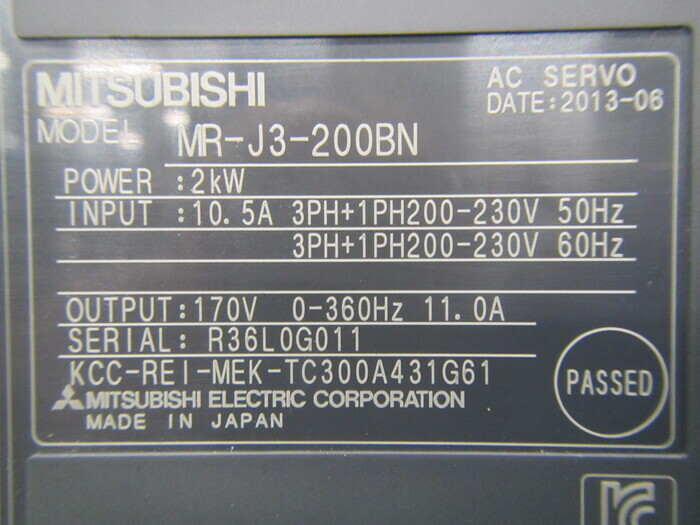 MITSUBISHI
AC SERVO
DATE:2013-06
MODEL MR-J3-200BN
POWER :2kW
INPUT :10.5A 3PH+1PH200-230V 50Hz
3PH+1PH200-230V 60Hz
OUTPUT:170V 0-360Hz 11.0A
SERIAL: R36L0G011
KCC-REI-MEK-TC300A431G61
MITSUBISHI ELECTRIC CORPORATION
MADE IN JAPAN
PASSED